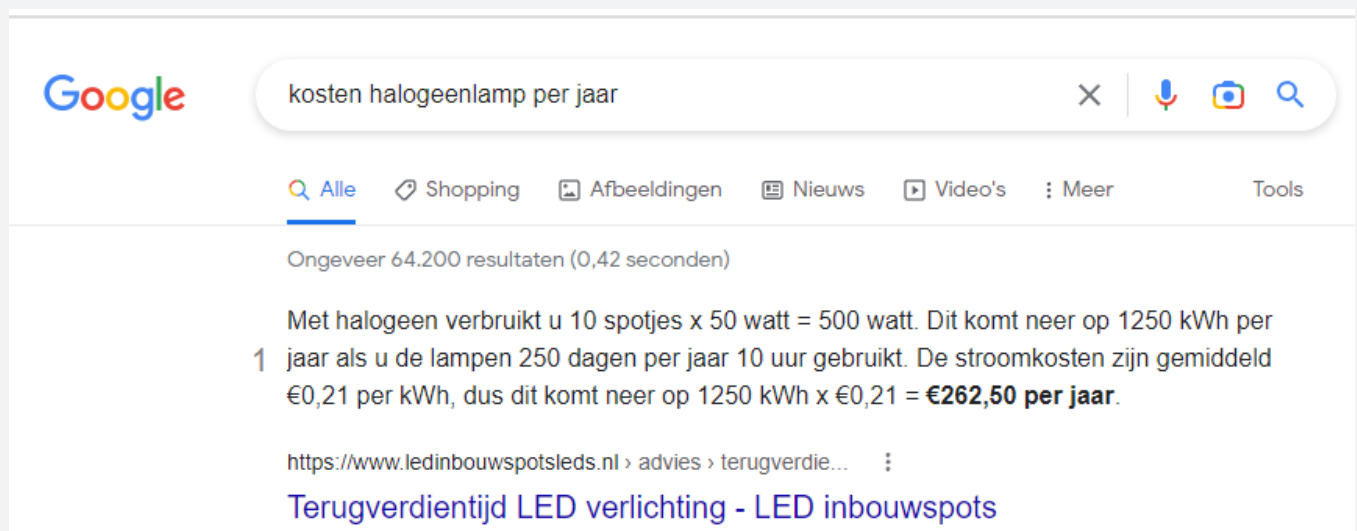 Google
kosten halogeenlamp per jaar
Alle Shopping Afbeeldingen Nieuws Video's Meer Tools
Ongeveer 64.200 resultaten (0,42 seconden)
Met halogeen verbruikt u 10 spotjes x 50 watt = 500 watt. Dit komt neer op 1250 kWh per
1 jaar als u de lampen 250 dagen per jaar 10 uur gebruikt. De stroomkosten zijn gemiddeld
€0,21 per kWh, dus dit komt neer op 1250 kWh x €0,21 = €262,50 per jaar.
https://www.ledinbouwspotsleds.nl › advies › terugverdie...
Terugverdientijd LED verlichting - LED inbouwspots